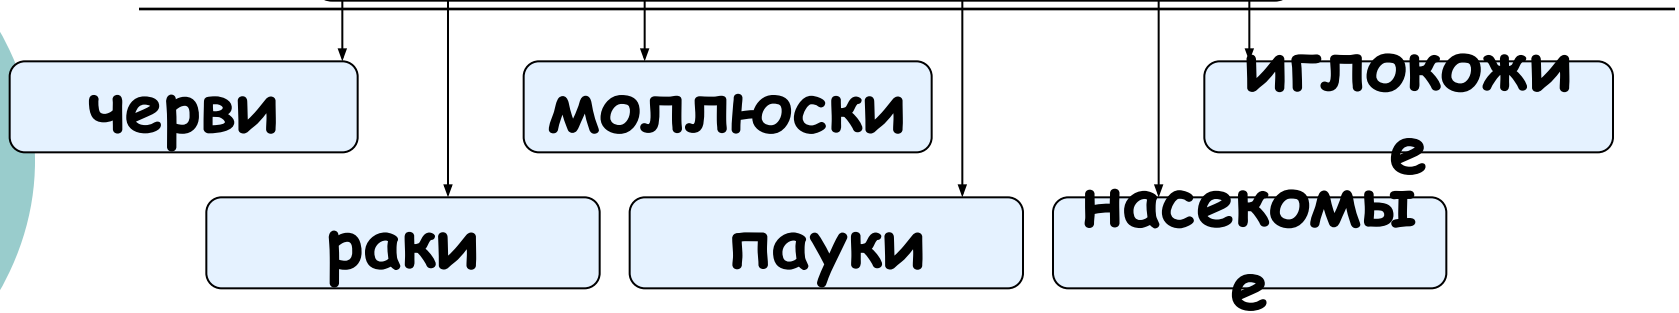 черви
моллюски
иглокожи
е
раки
пауки
насекомы
е